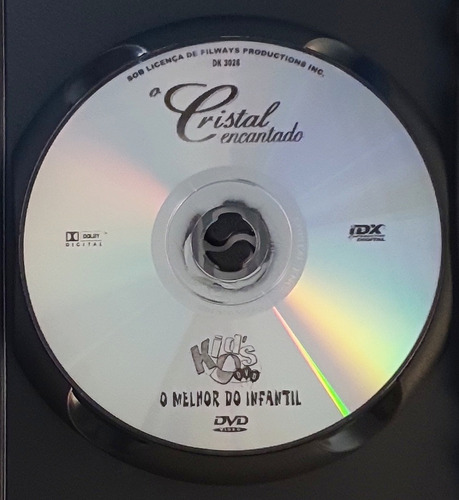 SOB LICENÇA DE FILWAYS PRODUCTIONS INC.
DK 3026
o
Cristal
encantado
DOLBY
DIGITAL
iDX
DIGITAL
Kid's
O MELHOR DO INFANTIL
DVD
VIDEO